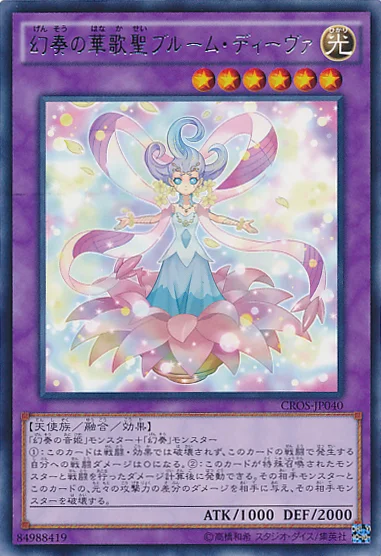 幻奏の華歌聖ブルーム・ディーヴァ
光
CROS-JP040
【天使族／融合／効果】
「幻奏の音姫」モンスター＋「幻奏」モンスター
①：このカードは戦闘・効果では破壊されず、このカードの戦闘で発生する
自分への戦闘ダメージは0になる。②：このカードが特殊召喚されたモンス
ターと戦闘を行ったダメージ計算後に発動できる。そのモンスターと
このカードの、元々の攻撃力の差分のダメージを相手に与え、その相手モン
スターを破壊する。
ATK/1000 DEF/2000
84988419
©高橋和希 スタジオ・ダイス/集英社